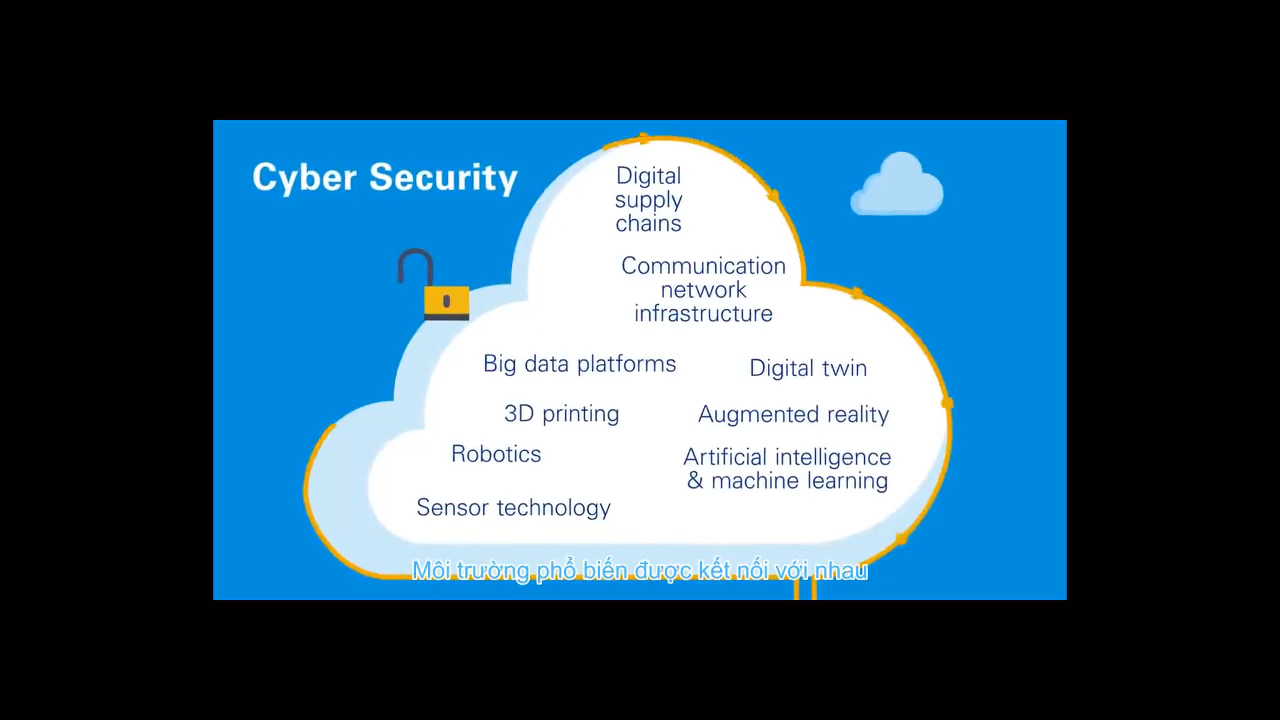 Cyber Security
Digital
supply
chains
Communication
network
infrastructure
Big data platforms
Digital twin
3D printing
Augmented reality
Robotics
Artificial intelligence
& machine learning
Sensor technology
Môi trường phổ biến được kết nối với nhau